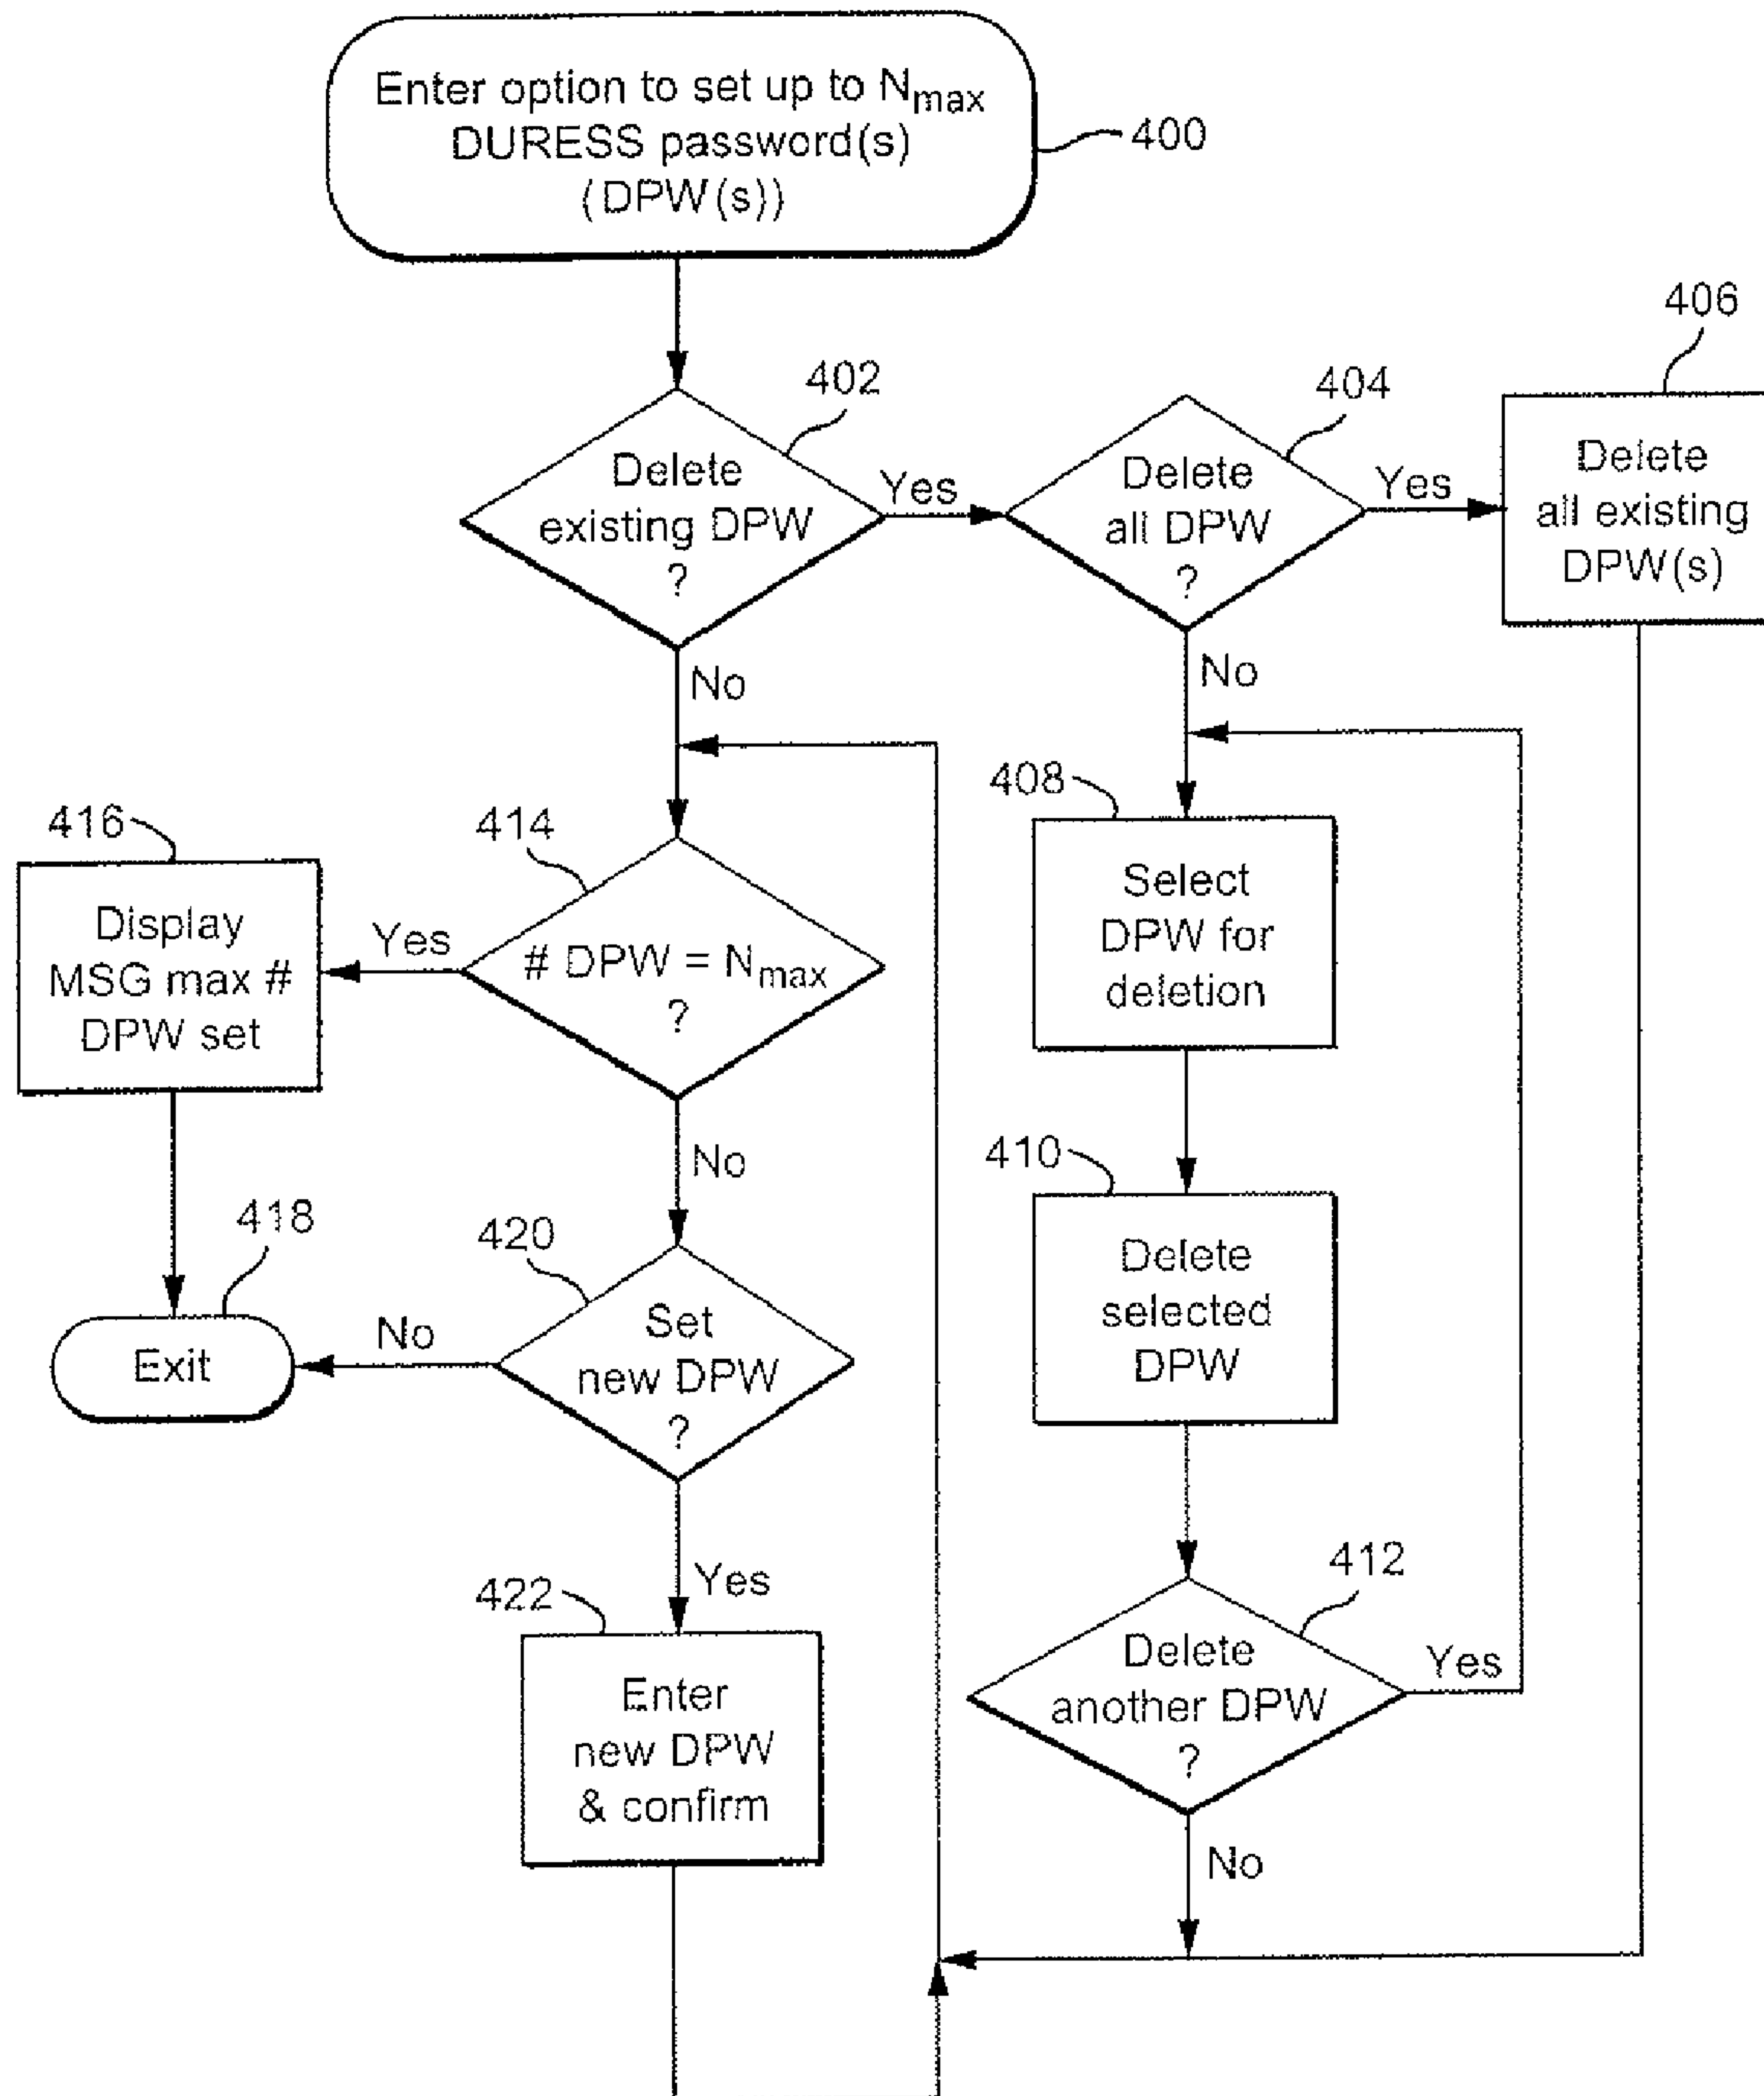 Enter option to set up to Nmax
DURESS password(s)
(DPW(s))
400
402
Delete
existing DPW
?
Yes
No
404
Delete
all DPW
?
Yes
No
406
Delete
all existing
DPW(s)
408
Select
DPW for
deletion
410
Delete
selected
DPW
412
Delete
another DPW
?
Yes
No
414
# DPW = Nmax
?
Yes
No
416
Display
MSG max #
DPW set
418
Exit
420
Set
new DPW
?
No
Yes
422
Enter
new DPW
& confirm